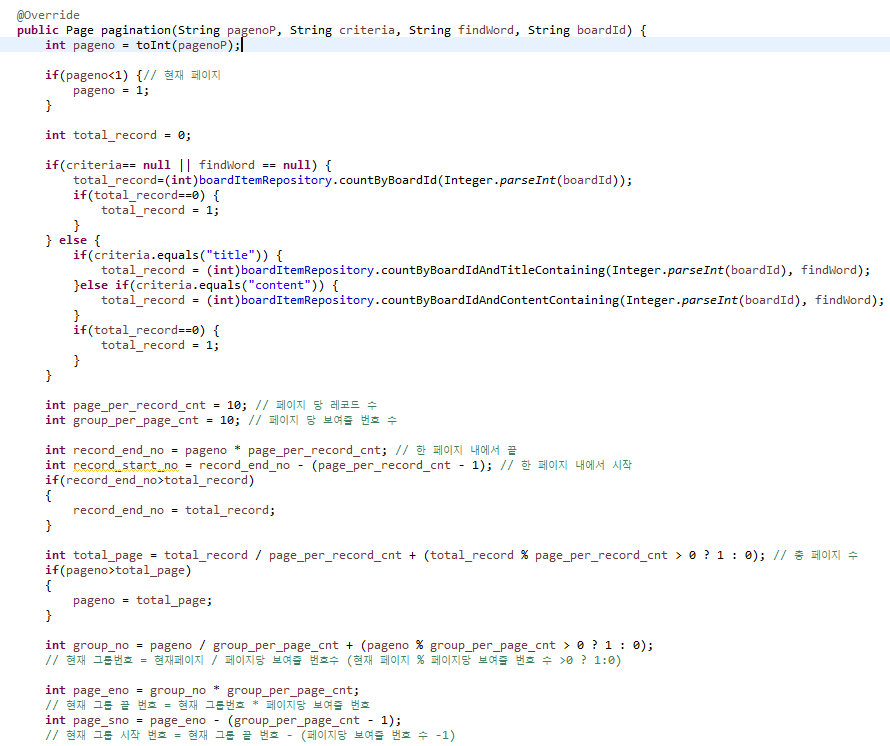 @Override
public Page pagination(String pagenoP, String criteria, String findWord, String boardId) {
    int pageno = toInt(pagenoP);

    if(pageno<1) {// 현재 페이지
        pageno = 1;
    }

    int total_record = 0;

    if(criteria== null || findWord == null) {
        total_record=(int)boardItemRepository.countByBoardId(Integer.parseInt(boardId));
        if(total_record==0) {
            total_record = 1;
        }
    } else {
        if(criteria.equals("title")) {
            total_record = (int)boardItemRepository.countByBoardIdAndTitleContaining(Integer.parseInt(boardId), findWord);
        }else if(criteria.equals("content")) {
            total_record = (int)boardItemRepository.countByBoardIdAndContentContaining(Integer.parseInt(boardId), findWord);
        }
        if(total_record==0) {
            total_record = 1;
        }
    }

    int page_per_record_cnt = 10; // 페이지 당 레코드 수
    int group_per_page_cnt = 10; // 페이지 당 보여줄 번호 수

    int record_end_no = pageno * page_per_record_cnt; // 한 페이지 내에서 끝
    int record_start_no = record_end_no - (page_per_record_cnt - 1); // 한 페이지 내에서 시작
    if(record_end_no>total_record)
    {
        record_end_no = total_record;
    }

    int total_page = total_record / page_per_record_cnt + (total_record % page_per_record_cnt > 0 ? 1 : 0); // 총 페이지 수
    if(pageno>total_page)
    {
        pageno = total_page;
    }

    int group_no = pageno / group_per_page_cnt + (pageno % group_per_page_cnt > 0 ? 1 : 0);
    // 현재 그룹번호 = 현재페이지 / 페이지당 보여줄 번호수 (현재 페이지 % 페이지당 보여줄 번호 수 >0 ? 1:0)

    int page_eno = group_no * group_per_page_cnt;
    // 현재 그룹 끝 번호 = 현재 그룹번호 * 페이지당 보여줄 번호
    int page_sno = page_eno - (group_per_page_cnt - 1);
    // 현재 그룹 시작 번호 = 현재 그룹 끝 번호 - (페이지당 보여줄 번호 수 -1)